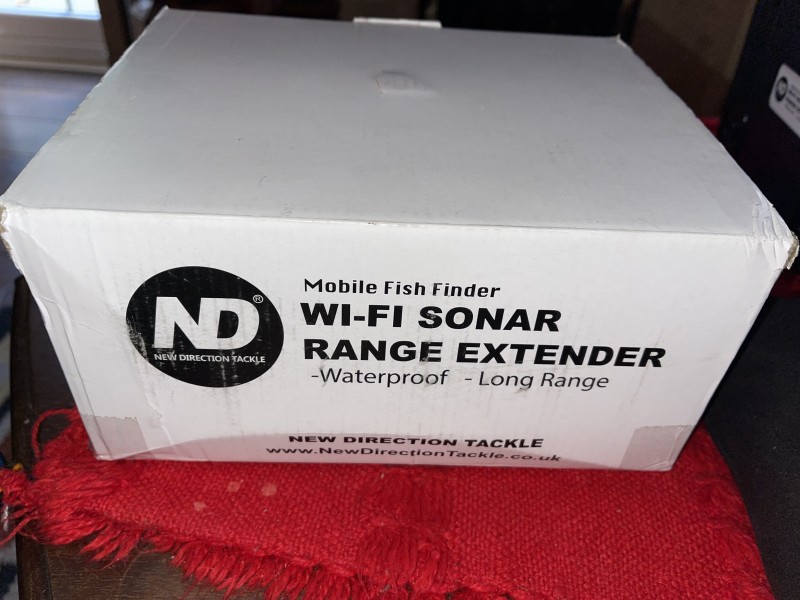 Mobile Fish Finder
WI-FI SONAR
RANGE EXTENDER
-Waterproof - Long Range
ND®
NEW DIRECTION TACKLE
NEW DIRECTION TACKLE
www.NewDirectionTackle.co.uk